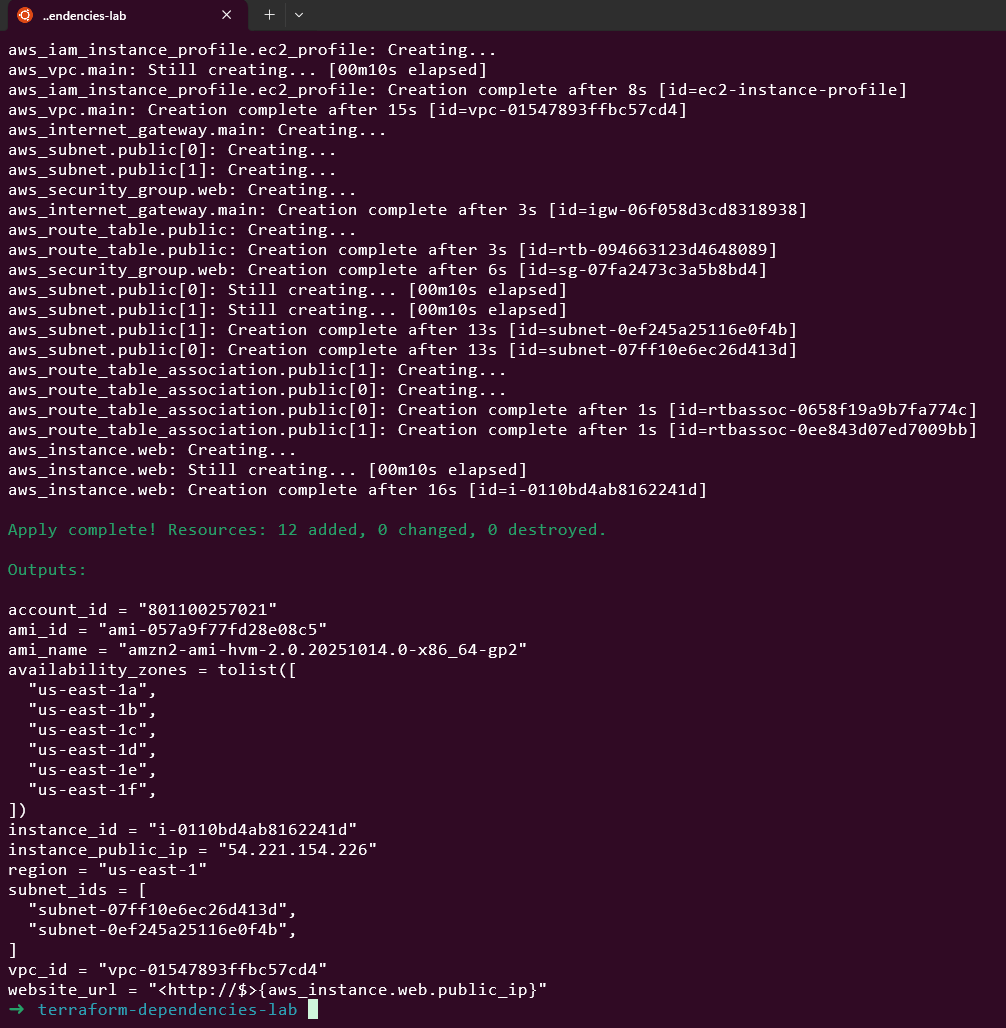 ..endencies-lab
aws_iam_instance_profile.ec2_profile: Creating...
aws_vpc.main: Still creating... [00m10s elapsed]
aws_iam_instance_profile.ec2_profile: Creation complete after 8s [id=ec2-instance-profile]
aws_vpc.main: Creation complete after 15s [id=vpc-01547893ffbc57cd4]
aws_internet_gateway.main: Creating...
aws_subnet.public[0]: Creating...
aws_subnet.public[1]: Creating...
aws_security_group.web: Creating...
aws_internet_gateway.main: Creation complete after 3s [id=igw-06f058d3cd8318938]
aws_route_table.public: Creating...
aws_route_table.public: Creation complete after 3s [id=rtb-094663123d4648089]
aws_security_group.web: Creation complete after 6s [id=sg-07fa2473c3a5b8bd4]
aws_subnet.public[0]: Still creating... [00m10s elapsed]
aws_subnet.public[1]: Still creating... [00m10s elapsed]
aws_subnet.public[1]: Creation complete after 13s [id=subnet-0ef245a25116e0f4b]
aws_subnet.public[0]: Creation complete after 13s [id=subnet-07ff10e6ec26d413d]
aws_route_table_association.public[1]: Creating...
aws_route_table_association.public[0]: Creating...
aws_route_table_association.public[0]: Creation complete after 1s [id=rtbassoc-0658f19a9b7fa774c]
aws_route_table_association.public[1]: Creation complete after 1s [id=rtbassoc-0ee843d07ed7009bb]
aws_instance.web: Creating...
aws_instance.web: Still creating... [00m10s elapsed]
aws_instance.web: Creation complete after 16s [id=i-0110bd4ab8162241d]
Apply complete! Resources: 12 added, 0 changed, 0 destroyed.
Outputs:
account_id = "801100257021"
ami_id = "ami-057a9f77fd28e08c5"
ami_name = "amzn2-ami-hvm-2.0.20251014.0-x86_64-gp2"
availability_zones = tolist([
  "us-east-1a",
  "us-east-1b",
  "us-east-1c",
  "us-east-1d",
  "us-east-1e",
  "us-east-1f",
])
instance_id = "i-0110bd4ab8162241d"
instance_public_ip = "54.221.154.226"
region = "us-east-1"
subnet_ids = [
  "subnet-07ff10e6ec26d413d",
  "subnet-0ef245a25116e0f4b",
]
vpc_id = "vpc-01547893ffbc57cd4"
website_url = "<http://$>{aws_instance.web.public_ip}"
→ terraform-dependencies-lab